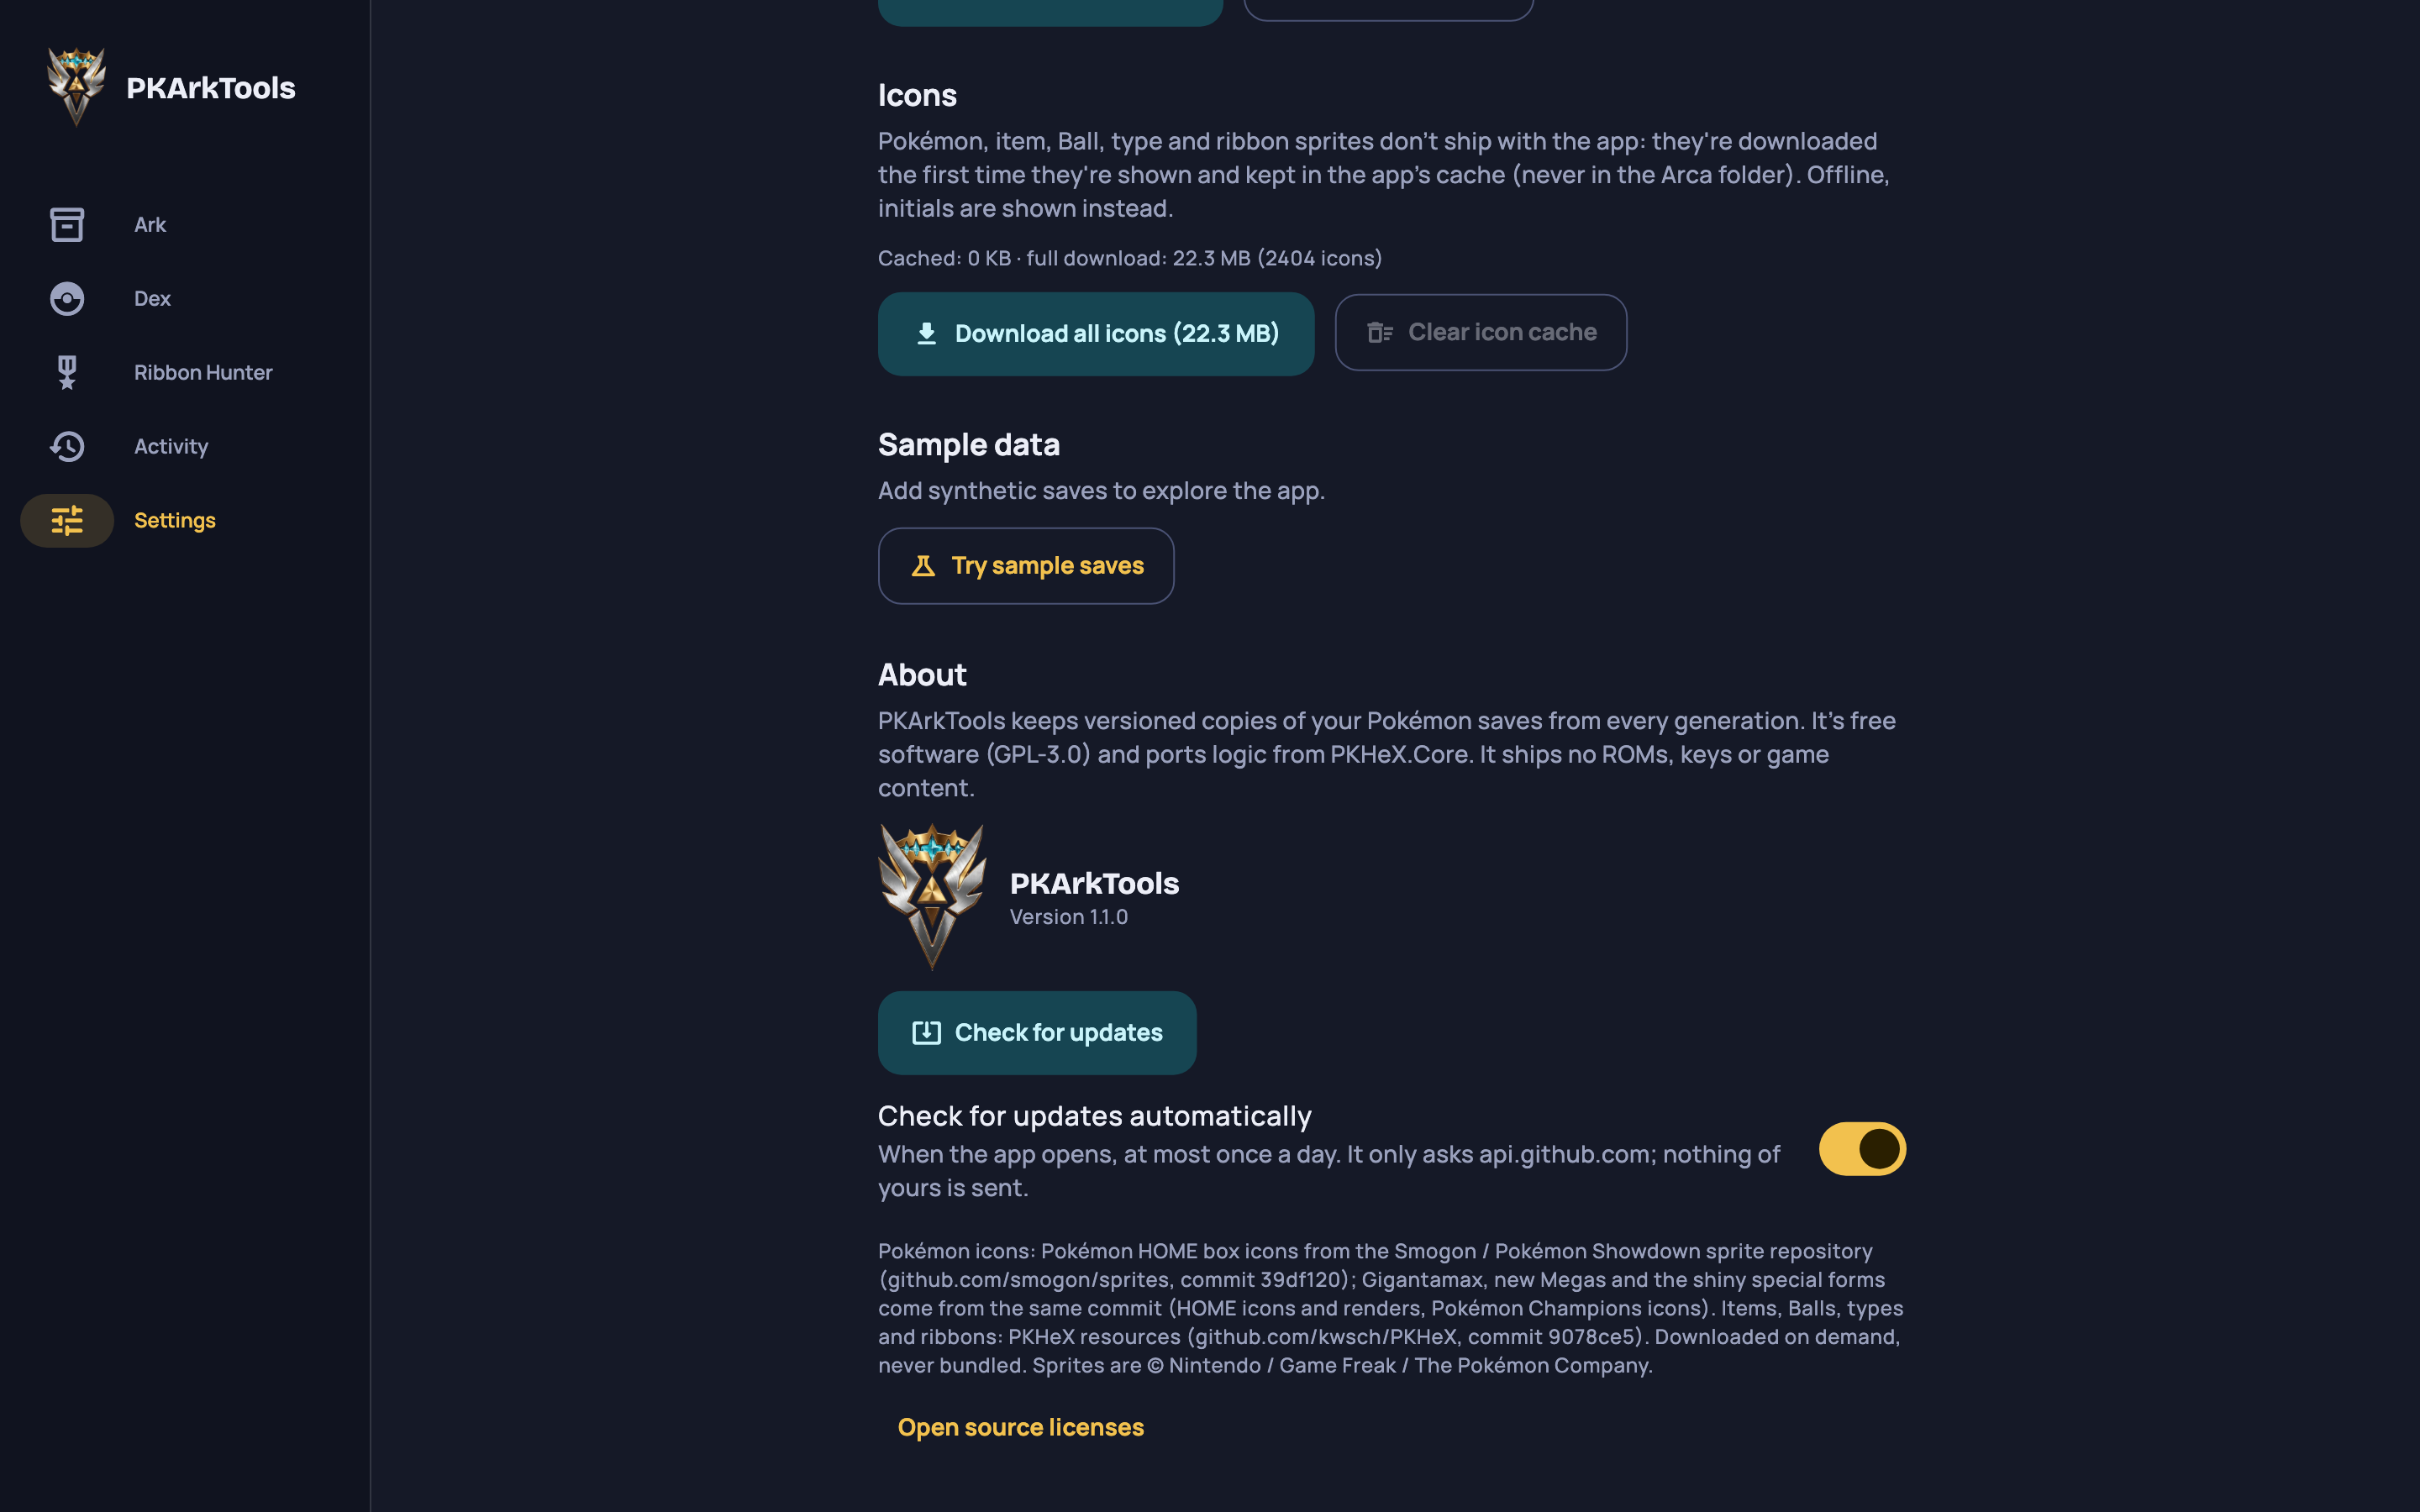 PKArkTools
Ark
Dex
Ribbon Hunter
Activity
Settings
Icons
Pokémon, item, Ball, type and ribbon sprites don't ship with the app: they're downloaded
the first time they're shown and kept in the app's cache (never in the Arca folder). Offline,
initials are shown instead.
Cached: 0 KB · full download: 22.3 MB (2404 icons)
Download all icons (22.3 MB)
Clear icon cache
Sample data
Add synthetic saves to explore the app.
Try sample saves
About
PKArkTools keeps versioned copies of your Pokémon saves from every generation. It's free
software (GPL-3.0) and ports logic from PKHeX.Core. It ships no ROMs, keys or game
content.
PKArkTools
Version 1.1.0
Check for updates
Check for updates automatically
When the app opens, at most once a day. It only asks api.github.com; nothing of
yours is sent.
Pokémon icons: Pokémon HOME box icons from the Smogon / Pokémon Showdown sprite repository
(github.com/smogon/sprites, commit 39df120); Gigantamax, new Megas and the shiny special forms
come from the same commit (HOME icons and renders, Pokémon Champions icons). Items, Balls, types
and ribbons: PKHeX resources (github.com/kwsch/PKHeX, commit 9078ce5). Downloaded on demand,
never bundled. Sprites are © Nintendo / Game Freak / The Pokémon Company.
Open source licenses